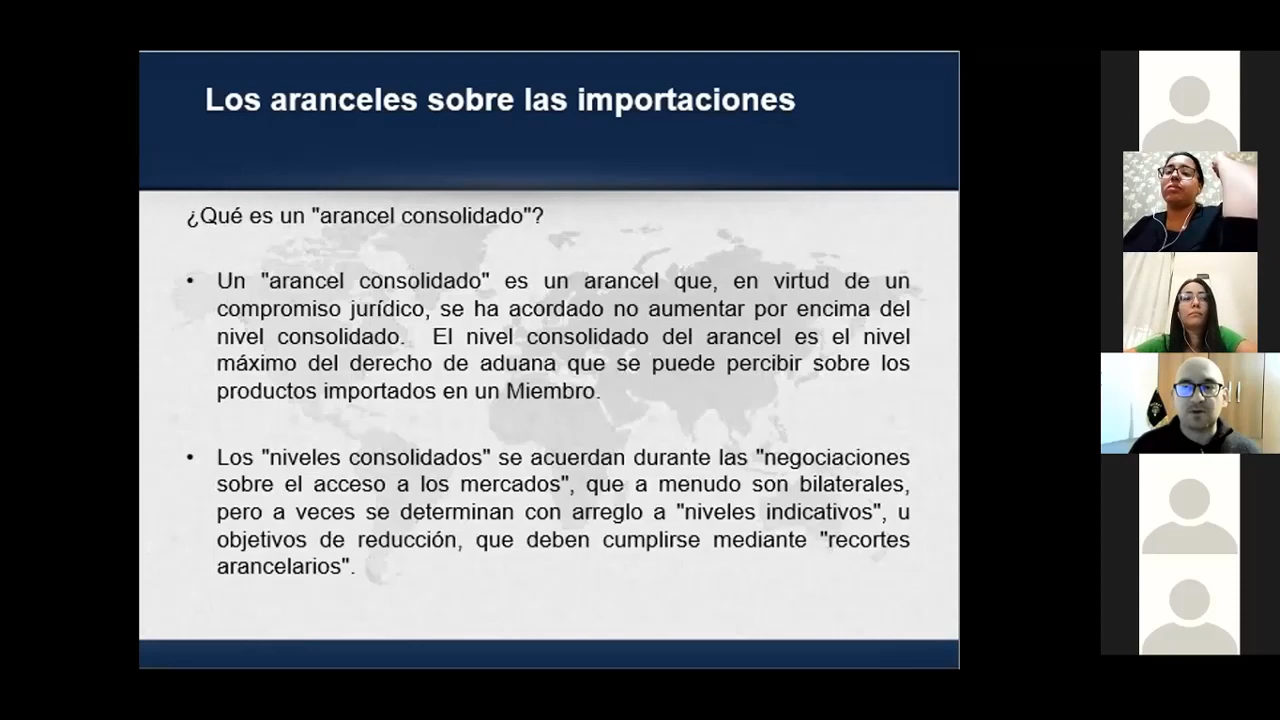 Los aranceles sobre las importaciones
¿Qué es un "arancel consolidado"?
• Un "arancel consolidado" es un arancel que, en virtud de un
compromiso jurídico, se ha acordado no aumentar por encima del
nivel consolidado. El nivel consolidado del arancel es el nivel
máximo del derecho de aduana que se puede percibir sobre los
productos importados en un Miembro.
• Los "niveles consolidados" se acuerdan durante las "negociaciones
sobre el acceso a los mercados", que a menudo son bilaterales,
pero a veces se determinan con arreglo a "niveles indicativos", u
objetivos de reducción, que deben cumplirse mediante "recortes
arancelarios".